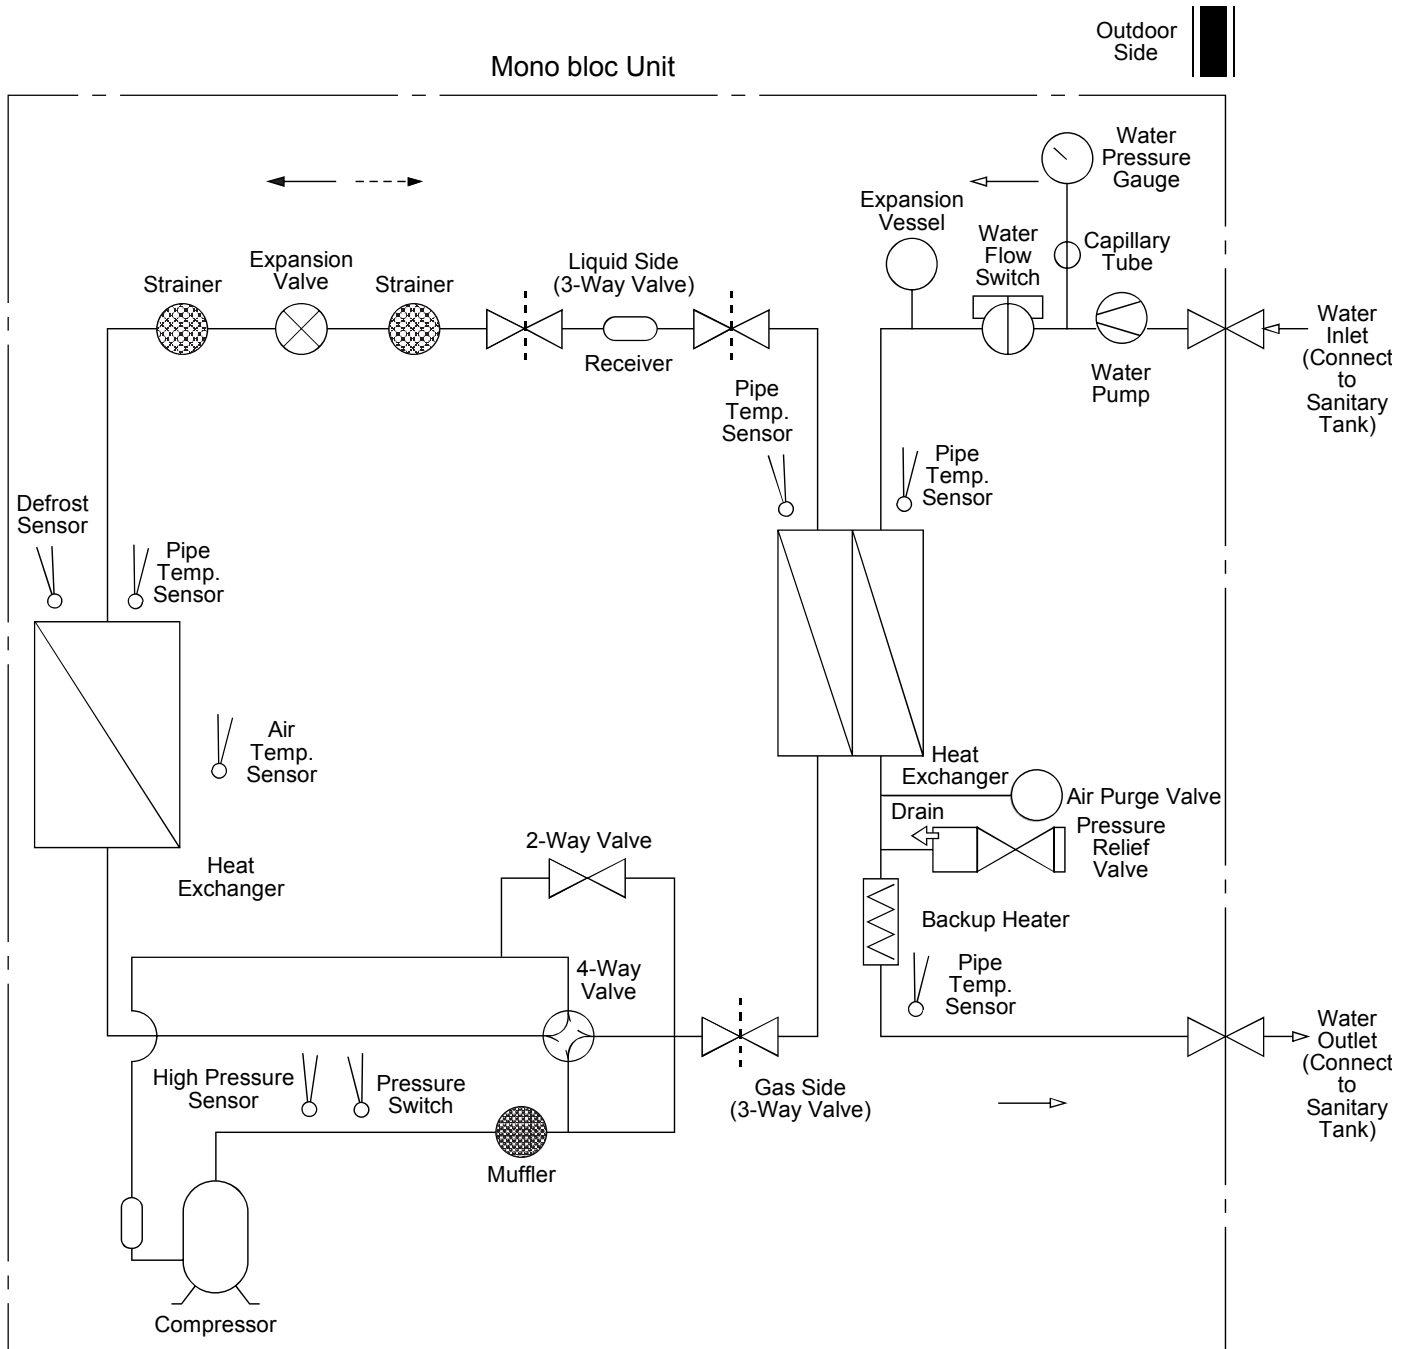 Outdoor
Side
Mono bloc Unit
Water
Pressure
Gauge
Expansion
Vessel
Water
Flow
Switch
Capillary
Tube
Strainer
Expansion
Valve
Strainer
Liquid Side
(3-Way Valve)
Receiver
Water
Pump
Water
Inlet
(Connect
to
Sanitary
Tank)
Pipe
Temp.
Sensor
Pipe
Temp.
Sensor
Defrost
Sensor
Pipe
Temp.
Sensor
Air
Temp.
Sensor
Heat
Exchanger
Heat
Exchanger
Air Purge Valve
Drain
Pressure
Relief
Valve
2-Way Valve
Backup Heater
4-Way
Valve
Pipe
Temp.
Sensor
Water
Outlet
(Connect
to
Sanitary
Tank)
High Pressure
Sensor
Pressure
Switch
Gas Side
(3-Way Valve)
Muffler
Compressor